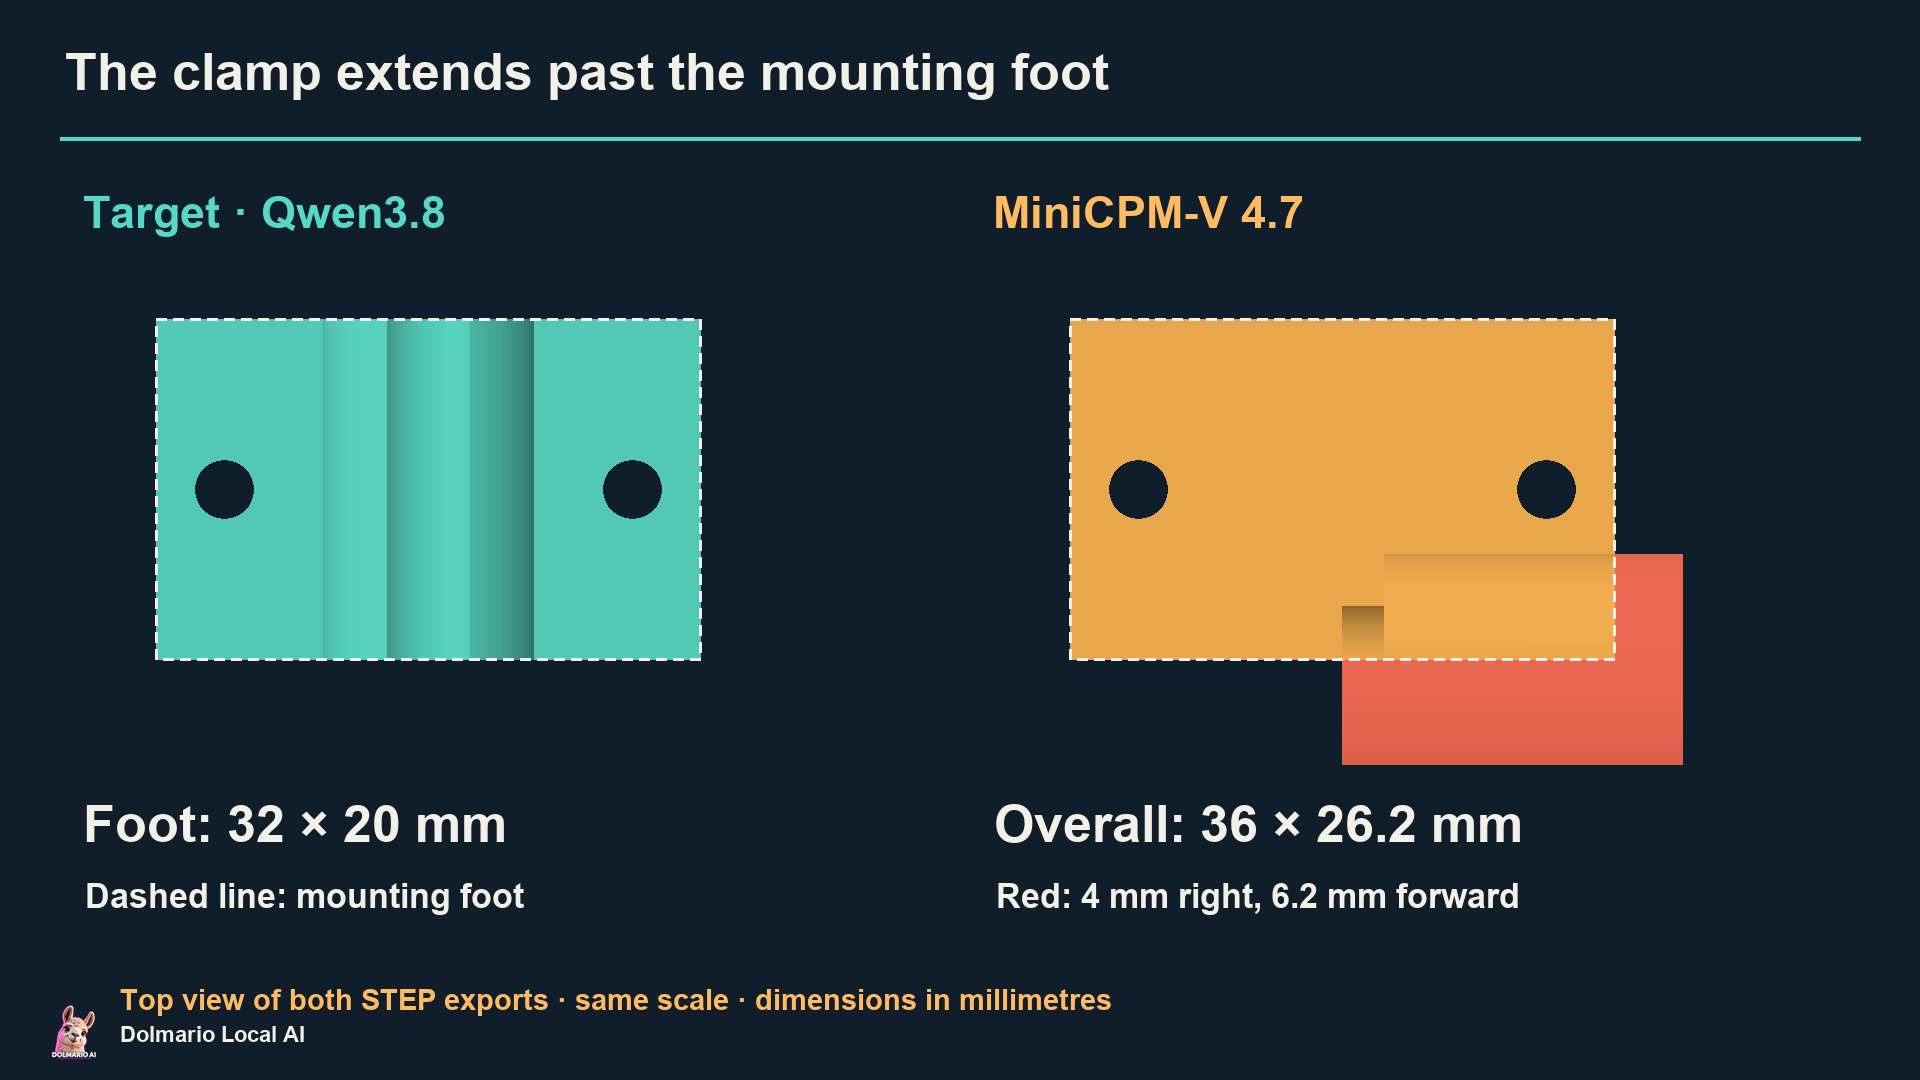 The clamp extends past the mounting foot
Target · Qwen3.8
MiniCPM-V 4.7
Foot: 32 × 20 mm
Dashed line: mounting foot
Overall: 36 × 26.2 mm
Red: 4 mm right, 6.2 mm forward
Top view of both STEP exports · same scale · dimensions in millimetres
Dolmario Local AI
DOLMARIO AI